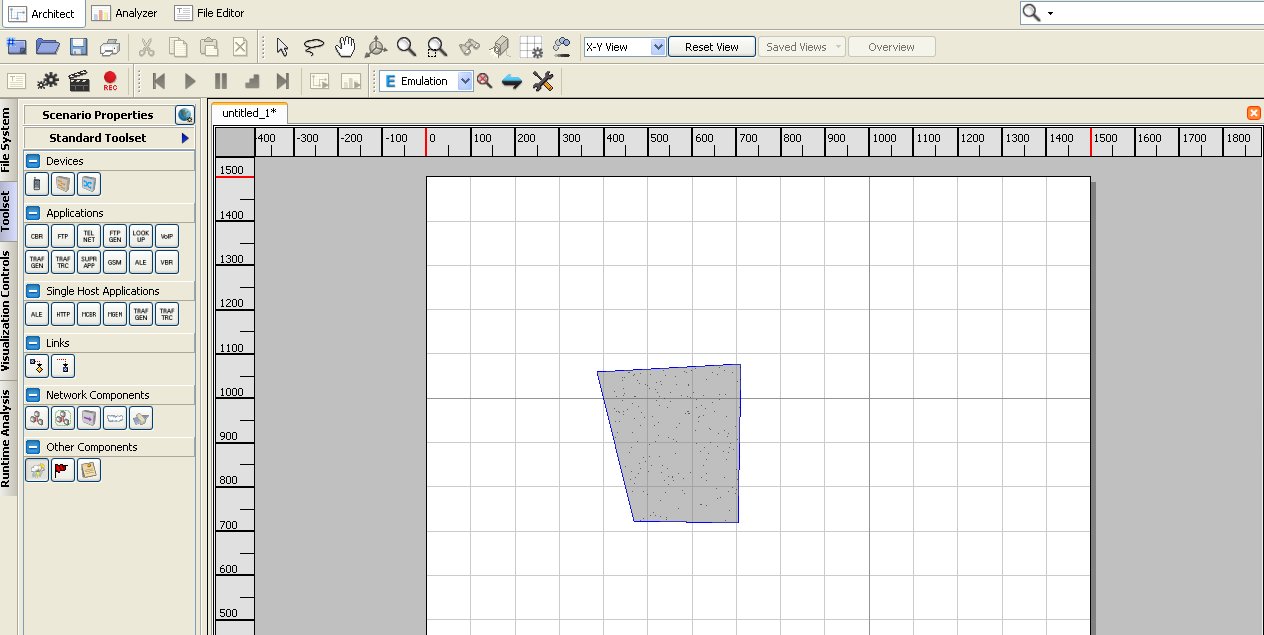 Architect Analyzer File Editor
X-Y View Reset View Saved Views Overview
REC E Emulation
File System
Toolset
Visualization Controls
Runtime Analysis
Scenario Properties
Standard Toolset
Devices
Applications
CBR FTP TEL NET FTP GEN LOOK UP VoIP
TRAF GEN TRAF TRC SUPR APP GSM ALE VBR
Single Host Applications
ALE HTTP MCBR MGEN TRAF GEN TRAF TRC
Links
Network Components
Other Components
untitled_1*
400 -300 -200 -100 0 100 200 300 400 500 600 700 800 900 1000 1100 1200 1300 1400 1500 1600 1700 1800
1500
1400
1300
1200
1100
1000
900
800
700
600
500